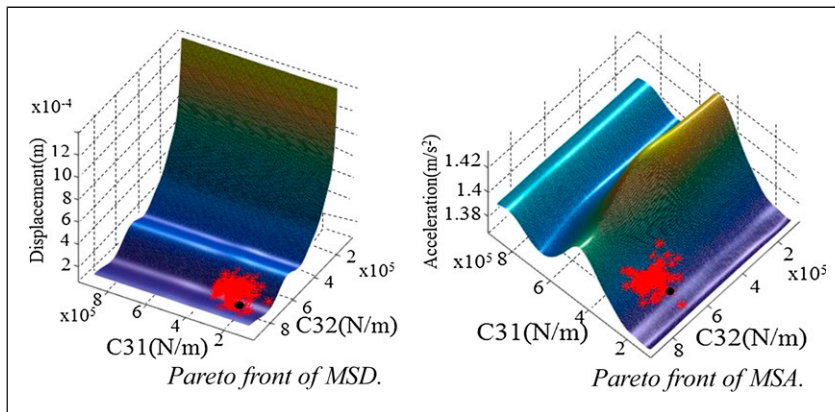 x10-4
Displacement(m)
12
10
8
6
4
2
x10⁵
8
6
4
2
C31(N/m)
2
4
6
8
x10⁵
C32(N/m)
Pareto front of MSD.
Acceleration(m/s²)
1.42
1.4
1.38
x10⁵
8
6
4
2
C31(N/m)
2
4
6
8
x10⁵
C32(N/m)
Pareto front of MSA.